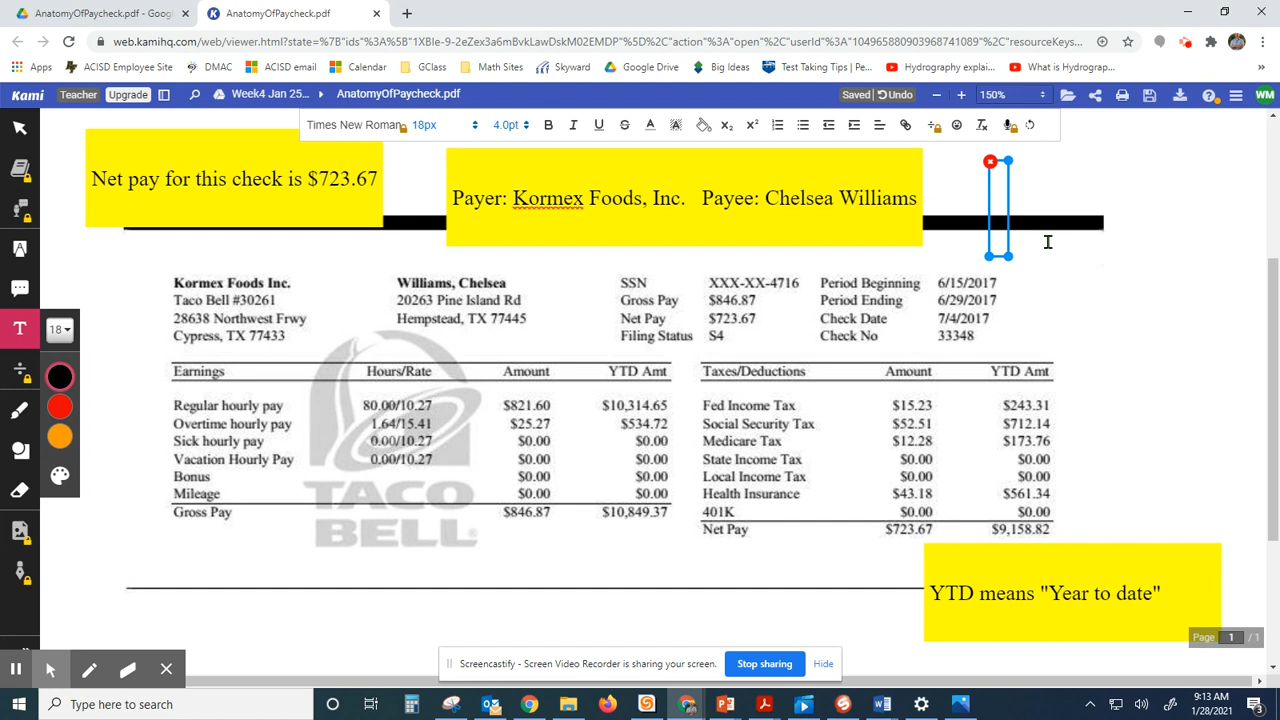 AnatomyOfPaycheck.pdf - Googl
AnatomyOfPaycheck.pdf
web.kamihq.com/web/viewer.html?state=%7B"ids"%3A%5B"1XBle-9-2eZex3a6mBvkLawDskM02EMDP"%5D%2C"action"%3A"open"%2C"userId"%3A"104965880903968741089"%2C"resourceKeys...
Apps
ACISD Employee Site
DMAC
ACISD email
Calendar
GClass
Math Sites
Skyward
Google Drive
Big Ideas
Test Taking Tips | Pe...
Hydrography explai...
What is Hydrograp...
Kami
Teacher
Upgrade
Week4 Jan 25...
AnatomyOfPaycheck.pdf
Saved
Undo
150%
WM
Times New Roman
18px
4.0pt
Net pay for this check is $723.67
Payer: Kormex Foods, Inc. Payee: Chelsea Williams
18
Kormex Foods Inc.
Taco Bell #30261
28638 Northwest Frwy
Cypress, TX 77433
Williams, Chelsea
20263 Pine Island Rd
Hempstead, TX 77445
SSN XXX-XX-4716
Gross Pay $846.87
Net Pay $723.67
Filing Status S4
Period Beginning 6/15/2017
Period Ending 6/29/2017
Check Date 7/4/2017
Check No 33348
Earnings Hours/Rate Amount YTD Amt
Regular hourly pay 80.00/10.27 $821.60 $10,314.65
Overtime hourly pay 1.64/15.41 $25.27 $534.72
Sick hourly pay 0.00/10.27 $0.00 $0.00
Vacation Hourly Pay 0.00/10.27 $0.00 $0.00
Bonus $0.00 $0.00
Mileage $0.00 $0.00
Gross Pay $846.87 $10,849.37
Taxes/Deductions Amount YTD Amt
Fed Income Tax $15.23 $243.31
Social Security Tax $52.51 $712.14
Medicare Tax $12.28 $173.76
State Income Tax $0.00 $0.00
Local Income Tax $0.00 $0.00
Health Insurance $43.18 $561.34
401K $0.00 $0.00
Net Pay $723.67 $9,158.82
TACO
BELL®
YTD means "Year to date"
Page 1 / 1
Screencastify - Screen Video Recorder is sharing your screen.
Stop sharing
Hide
Type here to search
9:13 AM
1/28/2021
3